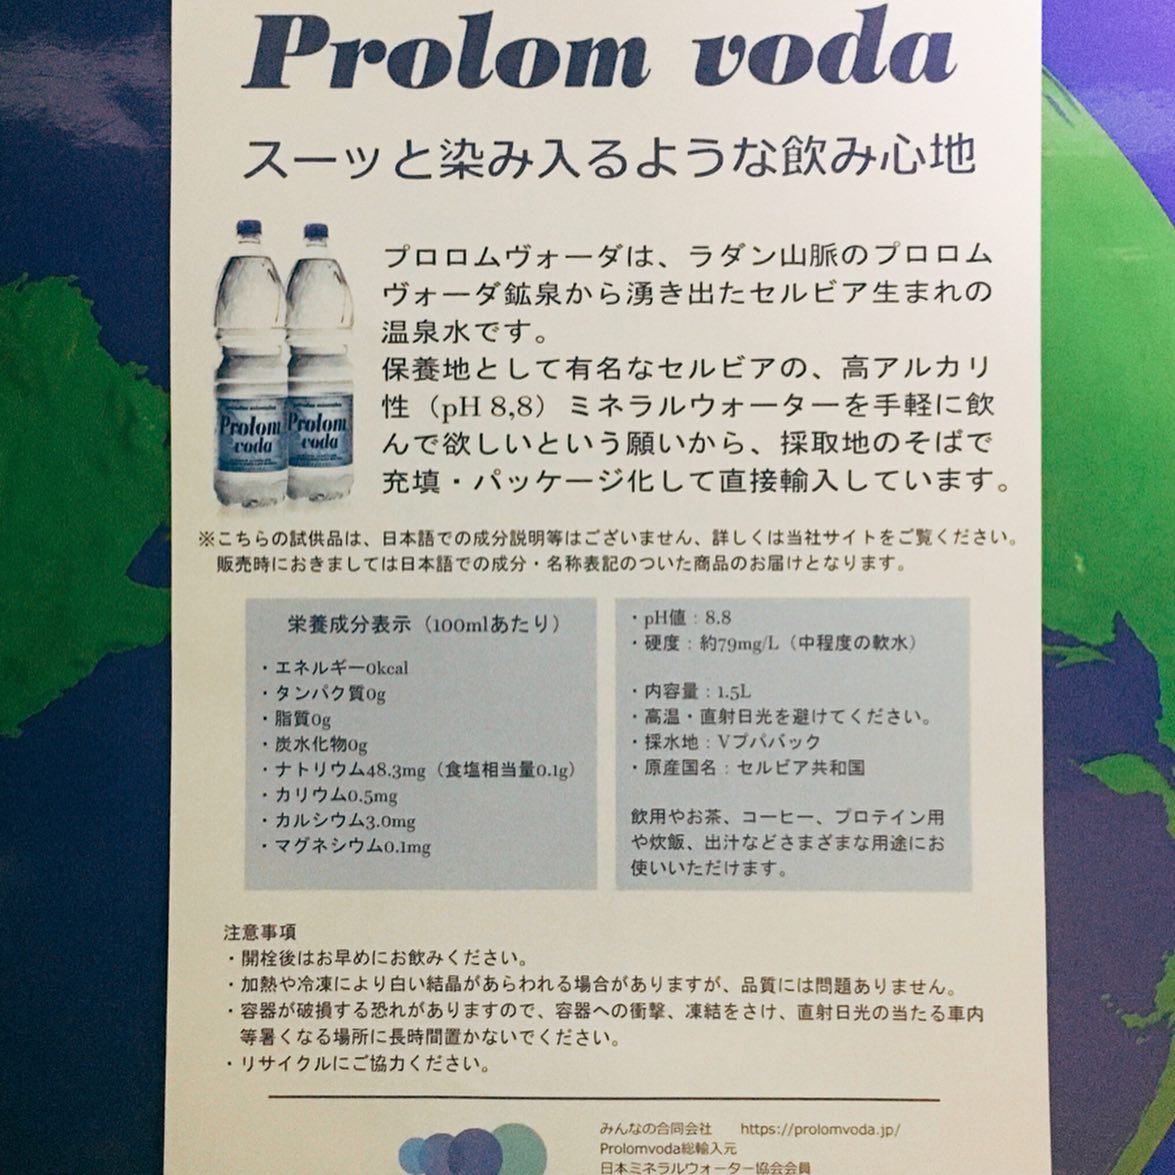 Prolom voda
スーッと染み入るような飲み心地
プロロムヴォーダは、ラダン山脈のプロロム
ヴォーダ鉱泉から湧き出たセルビア生まれの
温泉水です。
保養地として有名なセルビアの、高アルカリ
性（pH 8,8）ミネラルウォーターを手軽に飲
んで欲しいという願いから、採取地のそばで
充填・パッケージ化して直接輸入しています。
Prolom voda
Prolom voda
※こちらの試供品は、日本語での成分説明等はございません、詳しくは当社サイトをご覧ください。
販売時におきましては日本語での成分・名称表記のついた商品のお届けとなります。
栄養成分表示（100mlあたり）
・エネルギー0kcal
・タンパク質0g
・脂質0g
・炭水化物0g
・ナトリウム48.3mg（食塩相当量0.1g）
・カリウム0.5mg
・カルシウム3.0mg
・マグネシウム0.1mg
・pH値：8.8
・硬度：約79mg/L（中程度の軟水）
・内容量：1.5L
・高温・直射日光を避けてください。
・採水地：Vプパバック
・原産国名：セルビア共和国
飲用やお茶、コーヒー、プロテイン用
や炊飯、出汁などさまざまな用途にお
使いいただけます。
注意事項
・開栓後はお早めにお飲みください。
・加熱や冷凍により白い結晶があらわれる場合がありますが、品質には問題ありません。
・容器が破損する恐れがありますので、容器への衝撃、凍結をさけ、直射日光の当たる車内
等暑くなる場所に長時間置かないでください。
・リサイクルにご協力ください。
みんなの合同会社 https://prolomvoda.jp/
Prolomvoda総輸入元
日本ミネラルウォーター協会会員